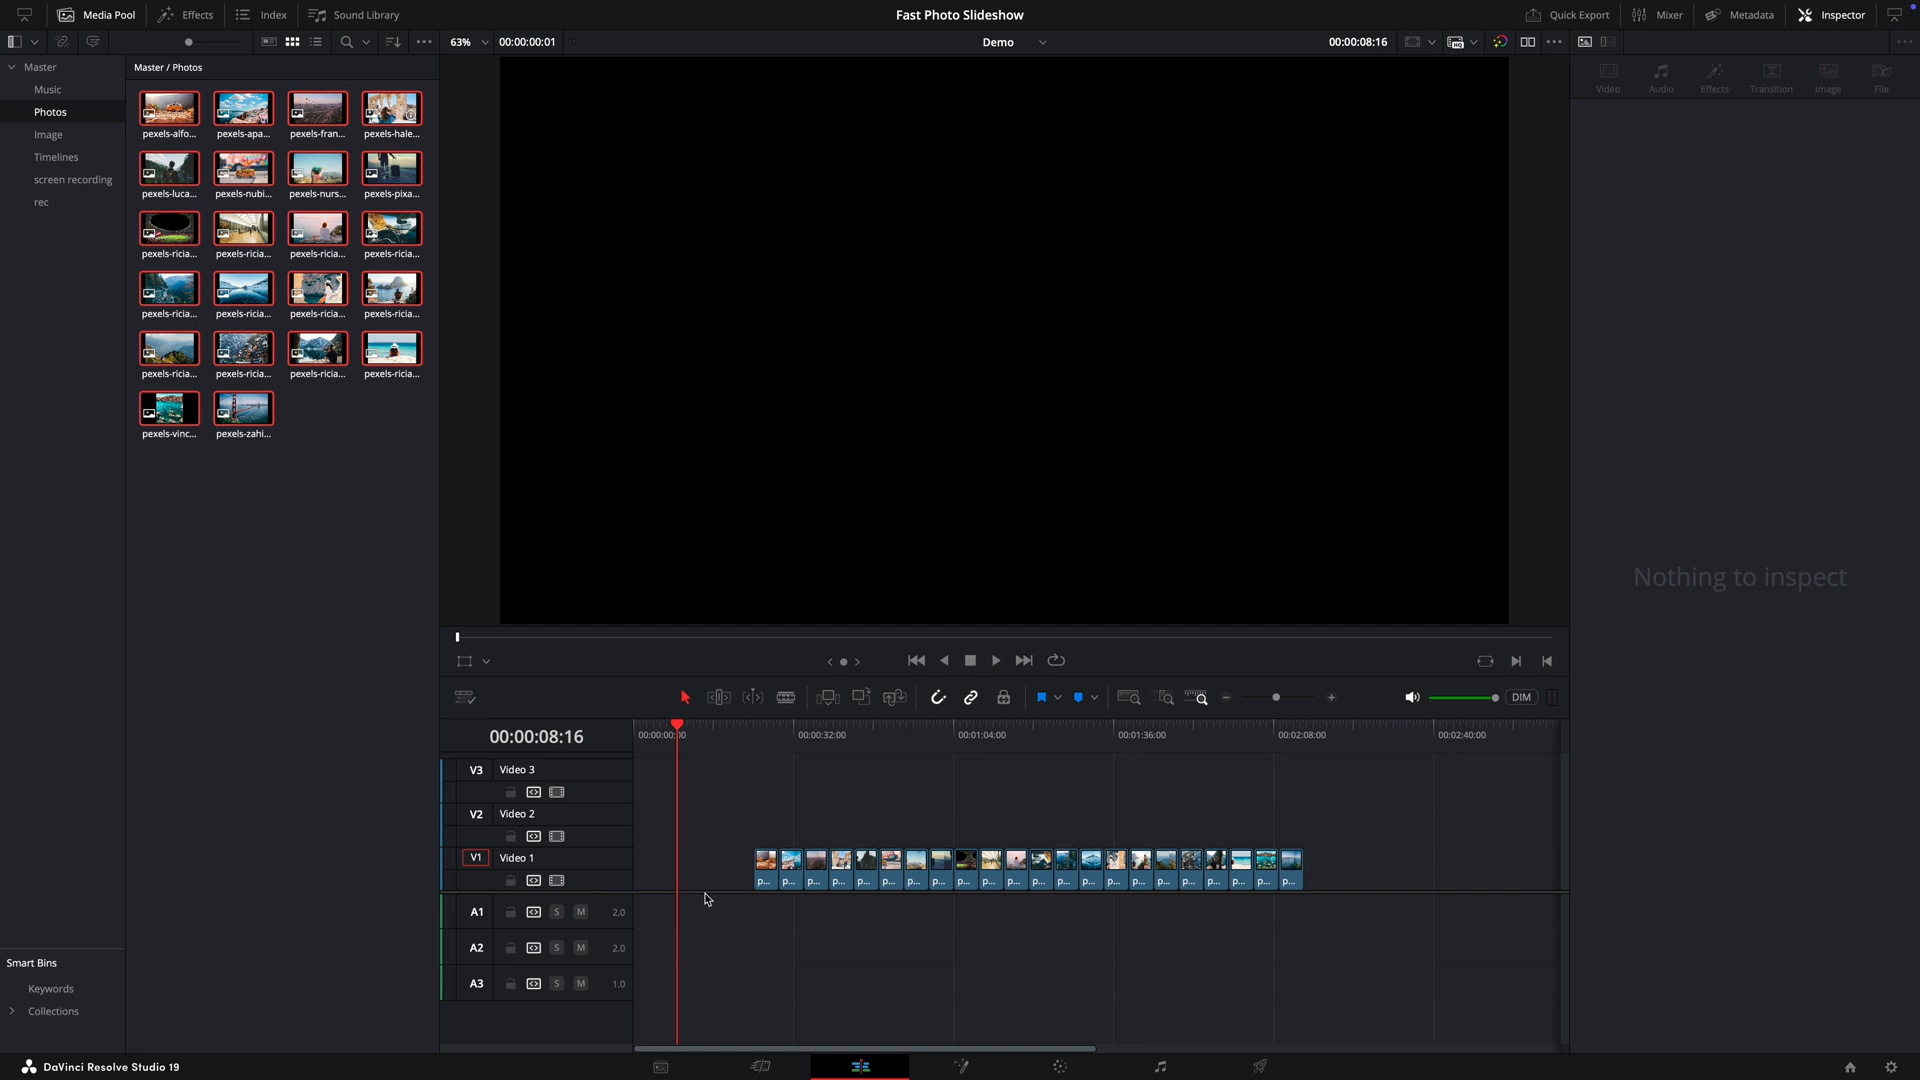 Media Pool
Effects
Index
Sound Library
Fast Photo Slideshow
Quick Export
Mixer
Metadata
Inspector
63%
00:00:00:01
Demo
00:00:08:16
Master
Master / Photos
Music
Photos
Image
Timelines
screen recording
rec
pexels-alfo...
pexels-apa...
pexels-fran...
pexels-hale...
pexels-luca...
pexels-nubi...
pexels-nurs...
pexels-pixa...
pexels-ricia...
pexels-ricia...
pexels-ricia...
pexels-ricia...
pexels-ricia...
pexels-ricia...
pexels-ricia...
pexels-ricia...
pexels-ricia...
pexels-ricia...
pexels-ricia...
pexels-ricia...
pexels-vinc...
pexels-zahi...
Video
Audio
Effects
Transition
Image
File
Nothing to inspect
DIM
00:00:08:16
00:00:32:00
00:01:04:00
00:01:36:00
00:02:08:00
00:02:40:00
V3 Video 3
V2 Video 2
V1 Video 1
p... p... p... p... p... p... p... p... p... p... p... p... p... p... p... p... p... p... p... p... p... p...
A1 S M 2.0
A2 S M 2.0
A3 S M 1.0
Smart Bins
Keywords
Collections
DaVinci Resolve Studio 19